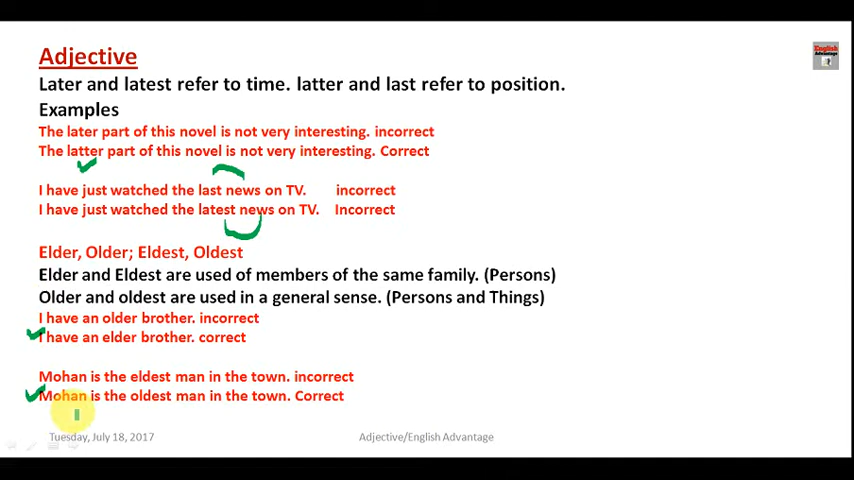 Adjective
English
Advantage
Later and latest refer to time. latter and last refer to position.
Examples
The later part of this novel is not very interesting. incorrect
The latter part of this novel is not very interesting. Correct
I have just watched the last news on TV. incorrect
I have just watched the latest news on TV. Incorrect
Elder, Older; Eldest, Oldest
Elder and Eldest are used of members of the same family. (Persons)
Older and oldest are used in a general sense. (Persons and Things)
I have an older brother. incorrect
I have an elder brother. correct
Mohan is the eldest man in the town. incorrect
Mohan is the oldest man in the town. Correct
Tuesday, July 18, 2017 Adjective/English Advantage